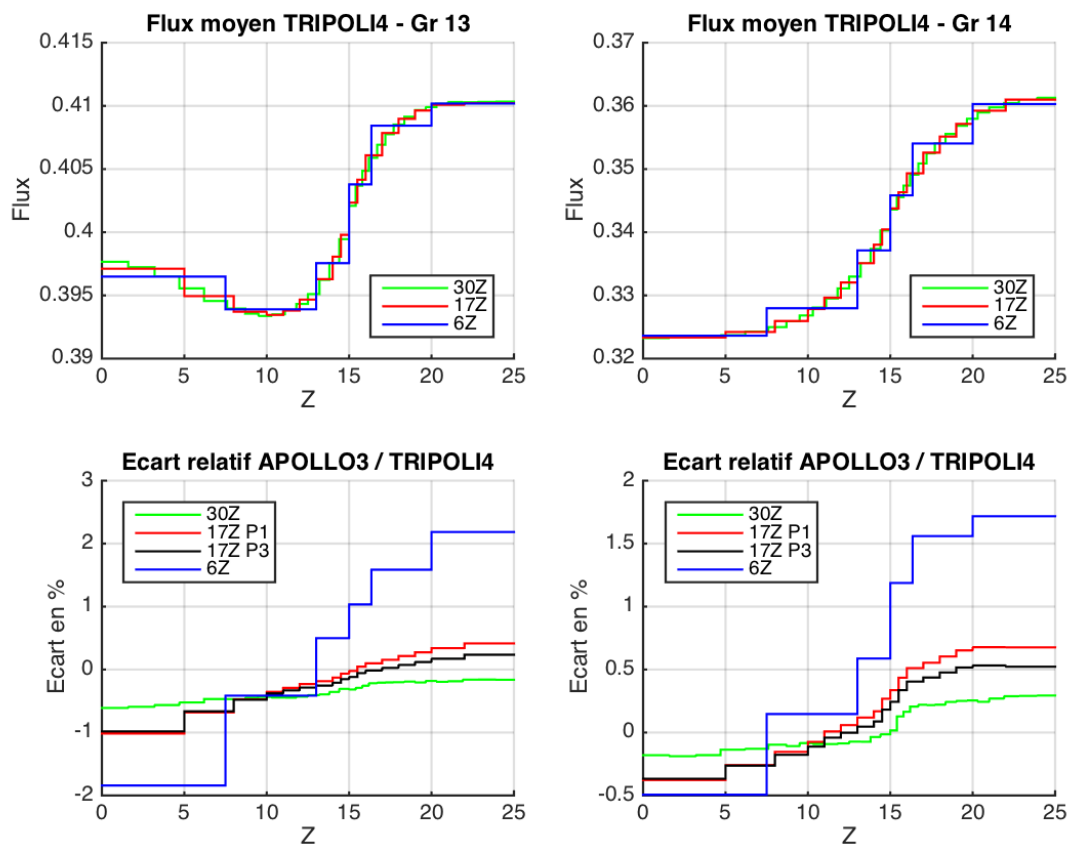 Flux moyen TRIPOLI4 - Gr 13
0.415
0.41
0.405
0.4
0.395
0.39
Flux
0 5 10 15 20 25
Z
30Z
17Z
6Z
Flux moyen TRIPOLI4 - Gr 14
0.37
0.36
0.35
0.34
0.33
0.32
Flux
0 5 10 15 20 25
Z
30Z
17Z
6Z
Ecart relatif APOLLO3 / TRIPOLI4
3
2
1
0
-1
-2
Ecart en %
0 5 10 15 20 25
Z
30Z
17Z P1
17Z P3
6Z
Ecart relatif APOLLO3 / TRIPOLI4
2
1.5
1
0.5
0
-0.5
Ecart en %
0 5 10 15 20 25
Z
30Z
17Z P1
17Z P3
6Z